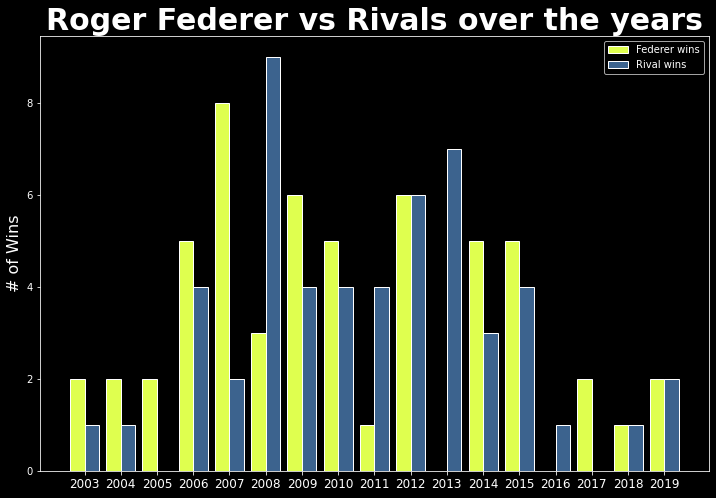 Roger Federer vs Rivals over the years
Federer wins
Rival wins
# of Wins
8
6
4
2
0
2003 2004 2005 2006 2007 2008 2009 2010 2011 2012 2013 2014 2015 2016 2017 2018 2019